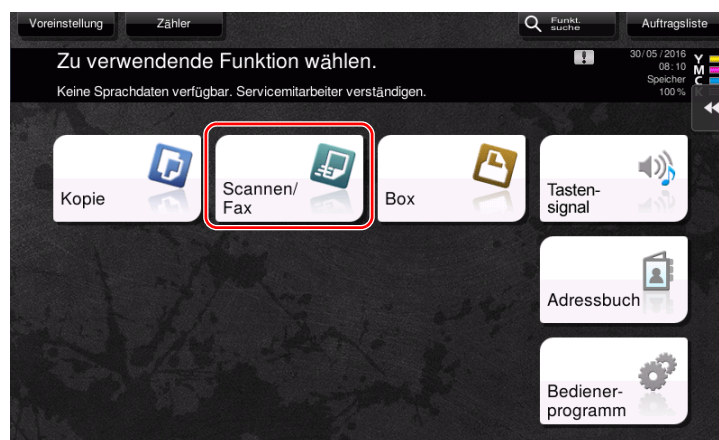 Voreinstellung
Zähler
Funkt.
suche
Auftragsliste
Zu verwendende Funktion wählen.
Keine Sprachdaten verfügbar. Servicemitarbeiter verständigen.
30/05/2016
08:10
Speicher
100 %
Y
M
C
K
Kopie
Scannen/
Fax
Box
Tasten-
signal
Adressbuch
Bediener-
programm